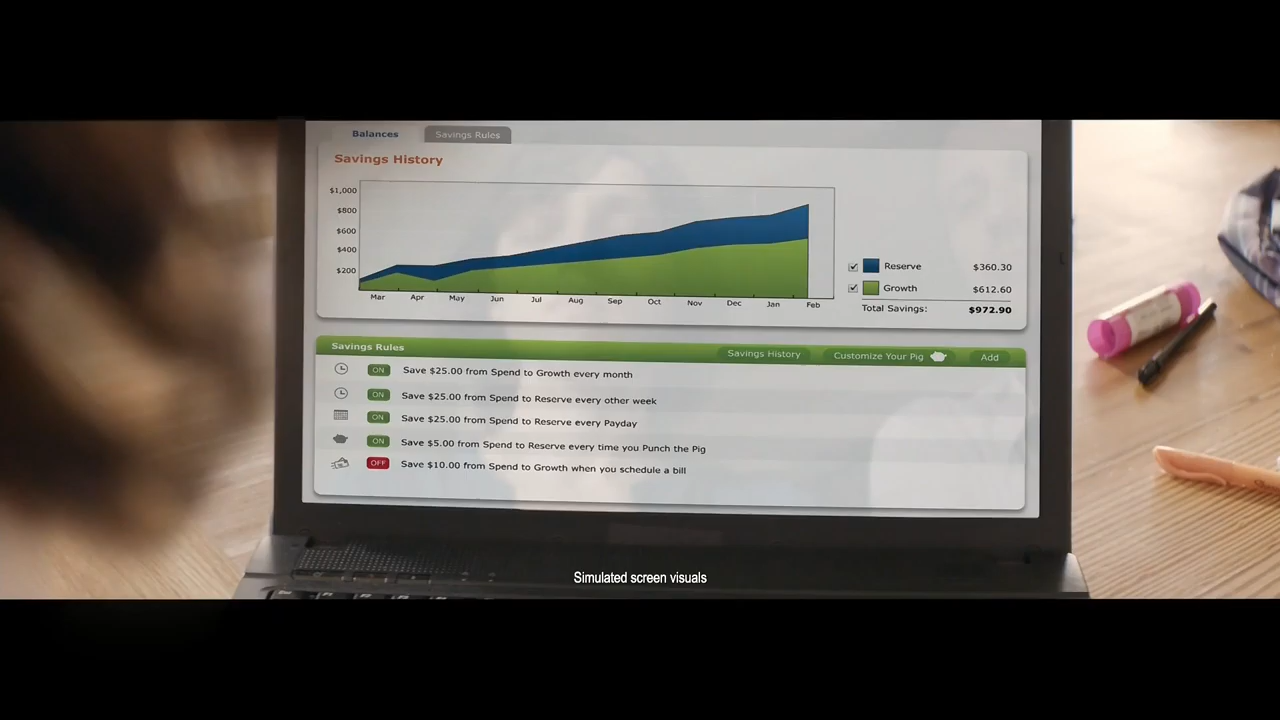 Balances
Savings Rules
Savings History
$1,000
$800
$600
$400
$200
Mar Apr May Jun Jul Aug Sep Oct Nov Dec Jan Feb
Reserve $360.30
Growth $612.60
Total Savings: $972.90
Savings Rules Savings History Customize Your Pig Add
ON Save $25.00 from Spend to Growth every month
ON Save $25.00 from Spend to Reserve every other week
ON Save $25.00 from Spend to Reserve every Payday
ON Save $5.00 from Spend to Reserve every time you Punch the Pig
OFF Save $10.00 from Spend to Growth when you schedule a bill
Simulated screen visuals